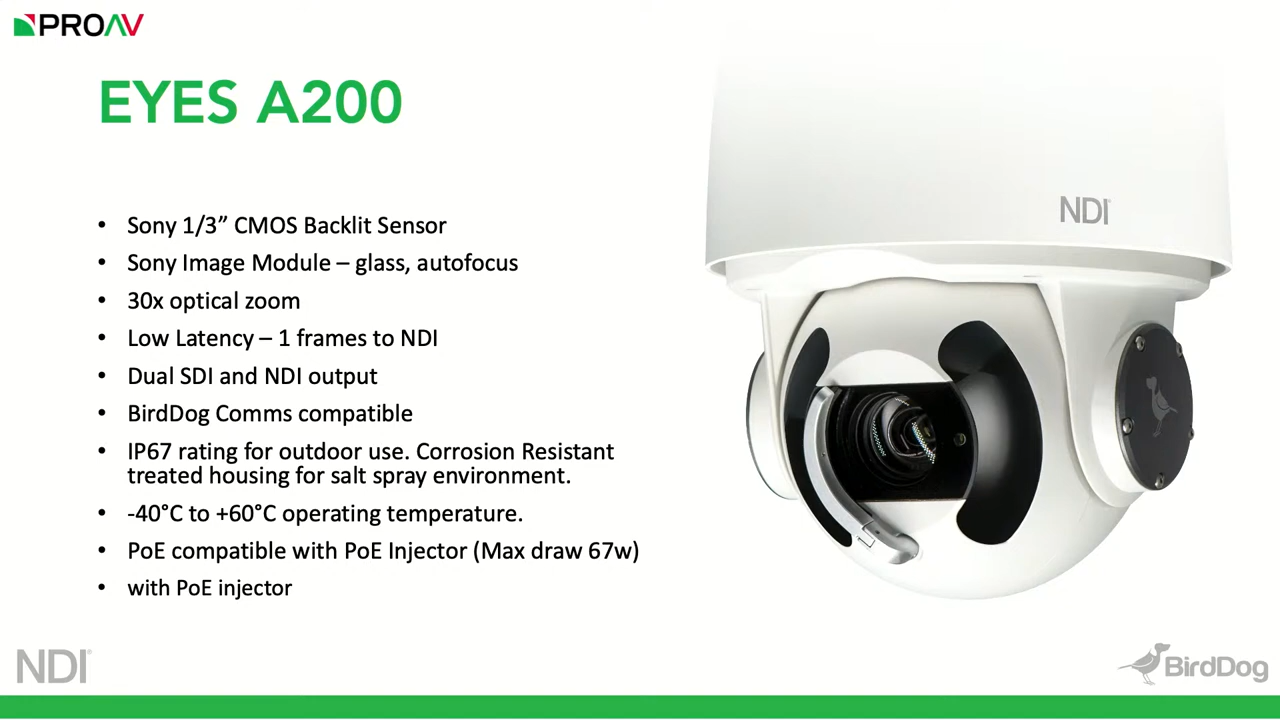 PROAV
EYES A200
NDI
• Sony 1/3” CMOS Backlit Sensor
• Sony Image Module – glass, autofocus
• 30x optical zoom
• Low Latency – 1 frames to NDI
• Dual SDI and NDI output
• BirdDog Comms compatible
• IP67 rating for outdoor use. Corrosion Resistant
treated housing for salt spray environment.
• -40°C to +60°C operating temperature.
• PoE compatible with PoE Injector (Max draw 67w)
• with PoE injector
NDI®
BirdDog